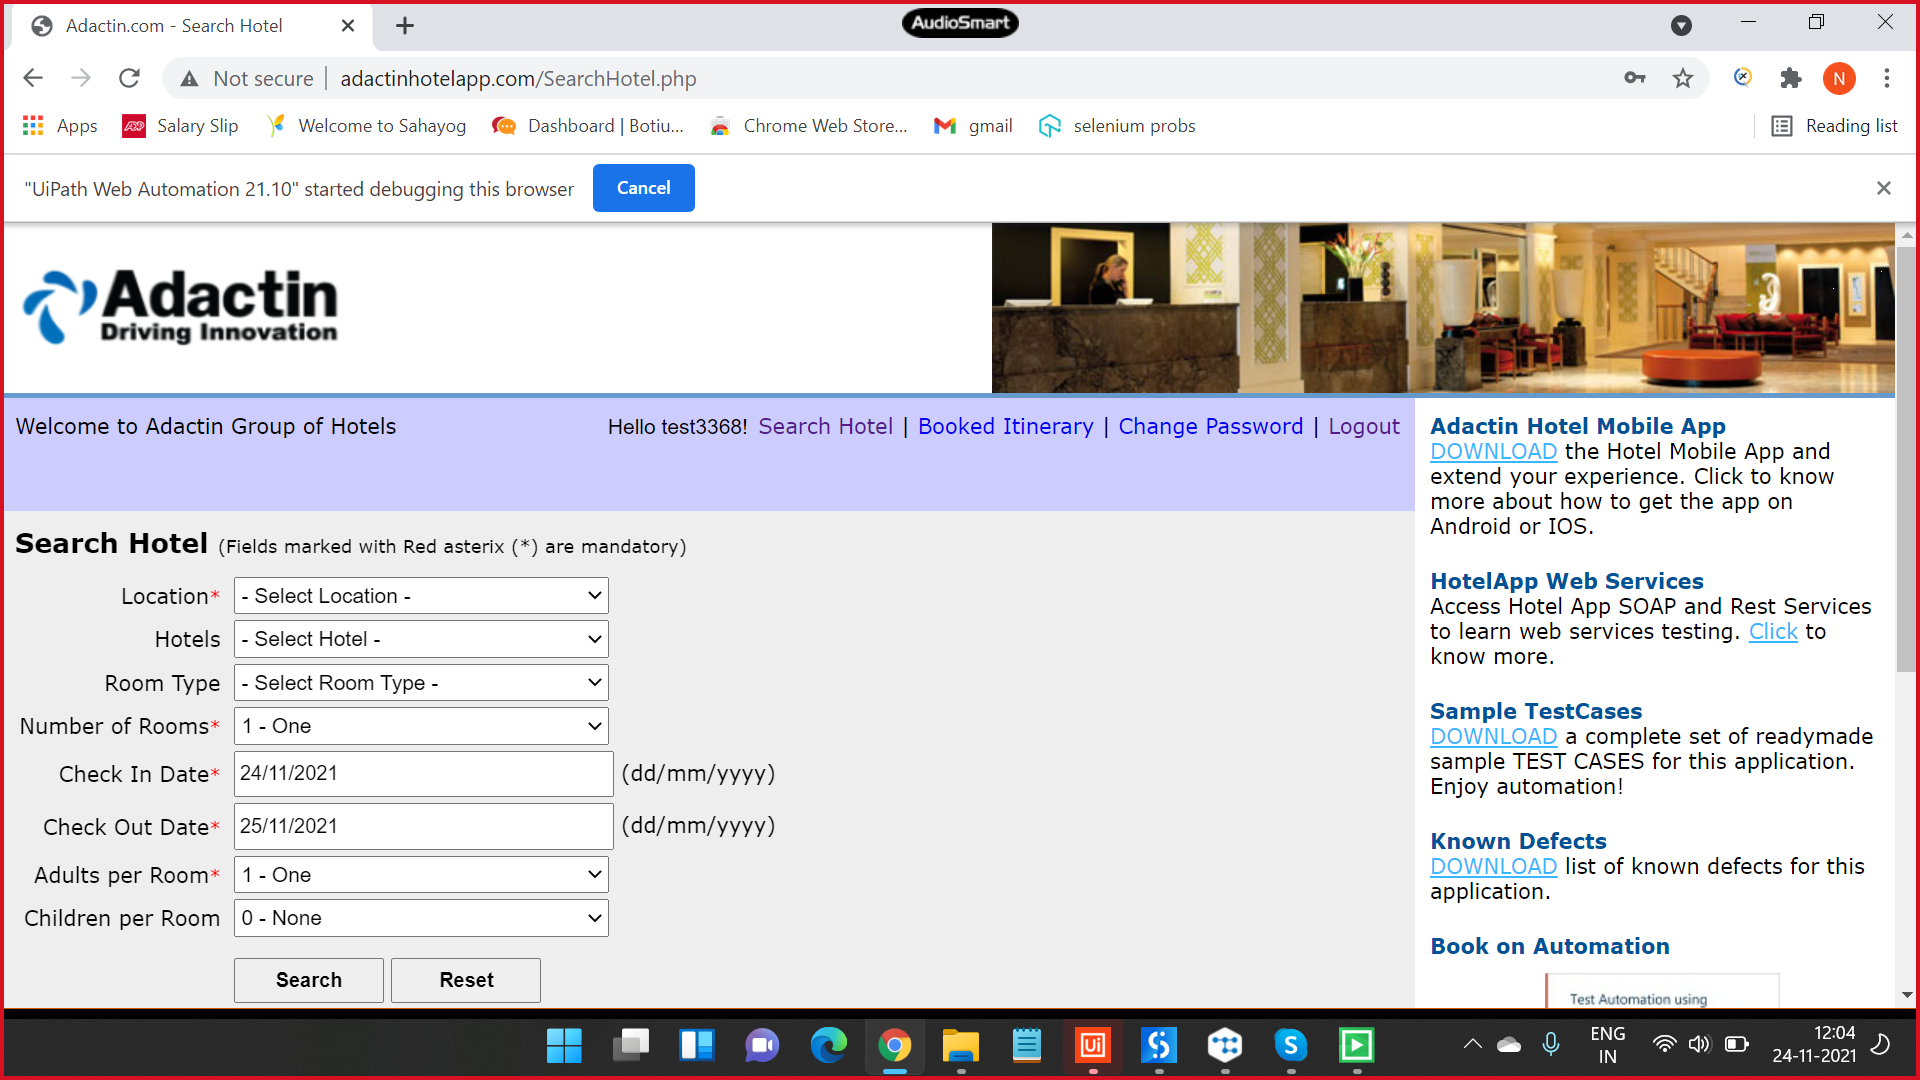 Adactin.com - Search Hotel
AudioSmart
Not secure | adactinhotelapp.com/SearchHotel.php
N
Apps
ADP
Salary Slip
Welcome to Sahayog
Dashboard | Botiu...
Chrome Web Store...
gmail
selenium probs
Reading list
"UiPath Web Automation 21.10" started debugging this browser
Cancel
Adactin
Driving Innovation
Welcome to Adactin Group of Hotels
Hello test3368! Search Hotel | Booked Itinerary | Change Password | Logout
Search Hotel (Fields marked with Red asterix (*) are mandatory)
Location* - Select Location -
Hotels - Select Hotel -
Room Type - Select Room Type -
Number of Rooms* 1 - One
Check In Date* 24/11/2021 (dd/mm/yyyy)
Check Out Date* 25/11/2021 (dd/mm/yyyy)
Adults per Room* 1 - One
Children per Room 0 - None
Search Reset
Adactin Hotel Mobile App
DOWNLOAD the Hotel Mobile App and
extend your experience. Click to know
more about how to get the app on
Android or IOS.
HotelApp Web Services
Access Hotel App SOAP and Rest Services
to learn web services testing. Click to
know more.
Sample TestCases
DOWNLOAD a complete set of readymade
sample TEST CASES for this application.
Enjoy automation!
Known Defects
DOWNLOAD list of known defects for this
application.
Book on Automation
Test Automation using
Ui
S
ENG
IN
12:04
24-11-2021